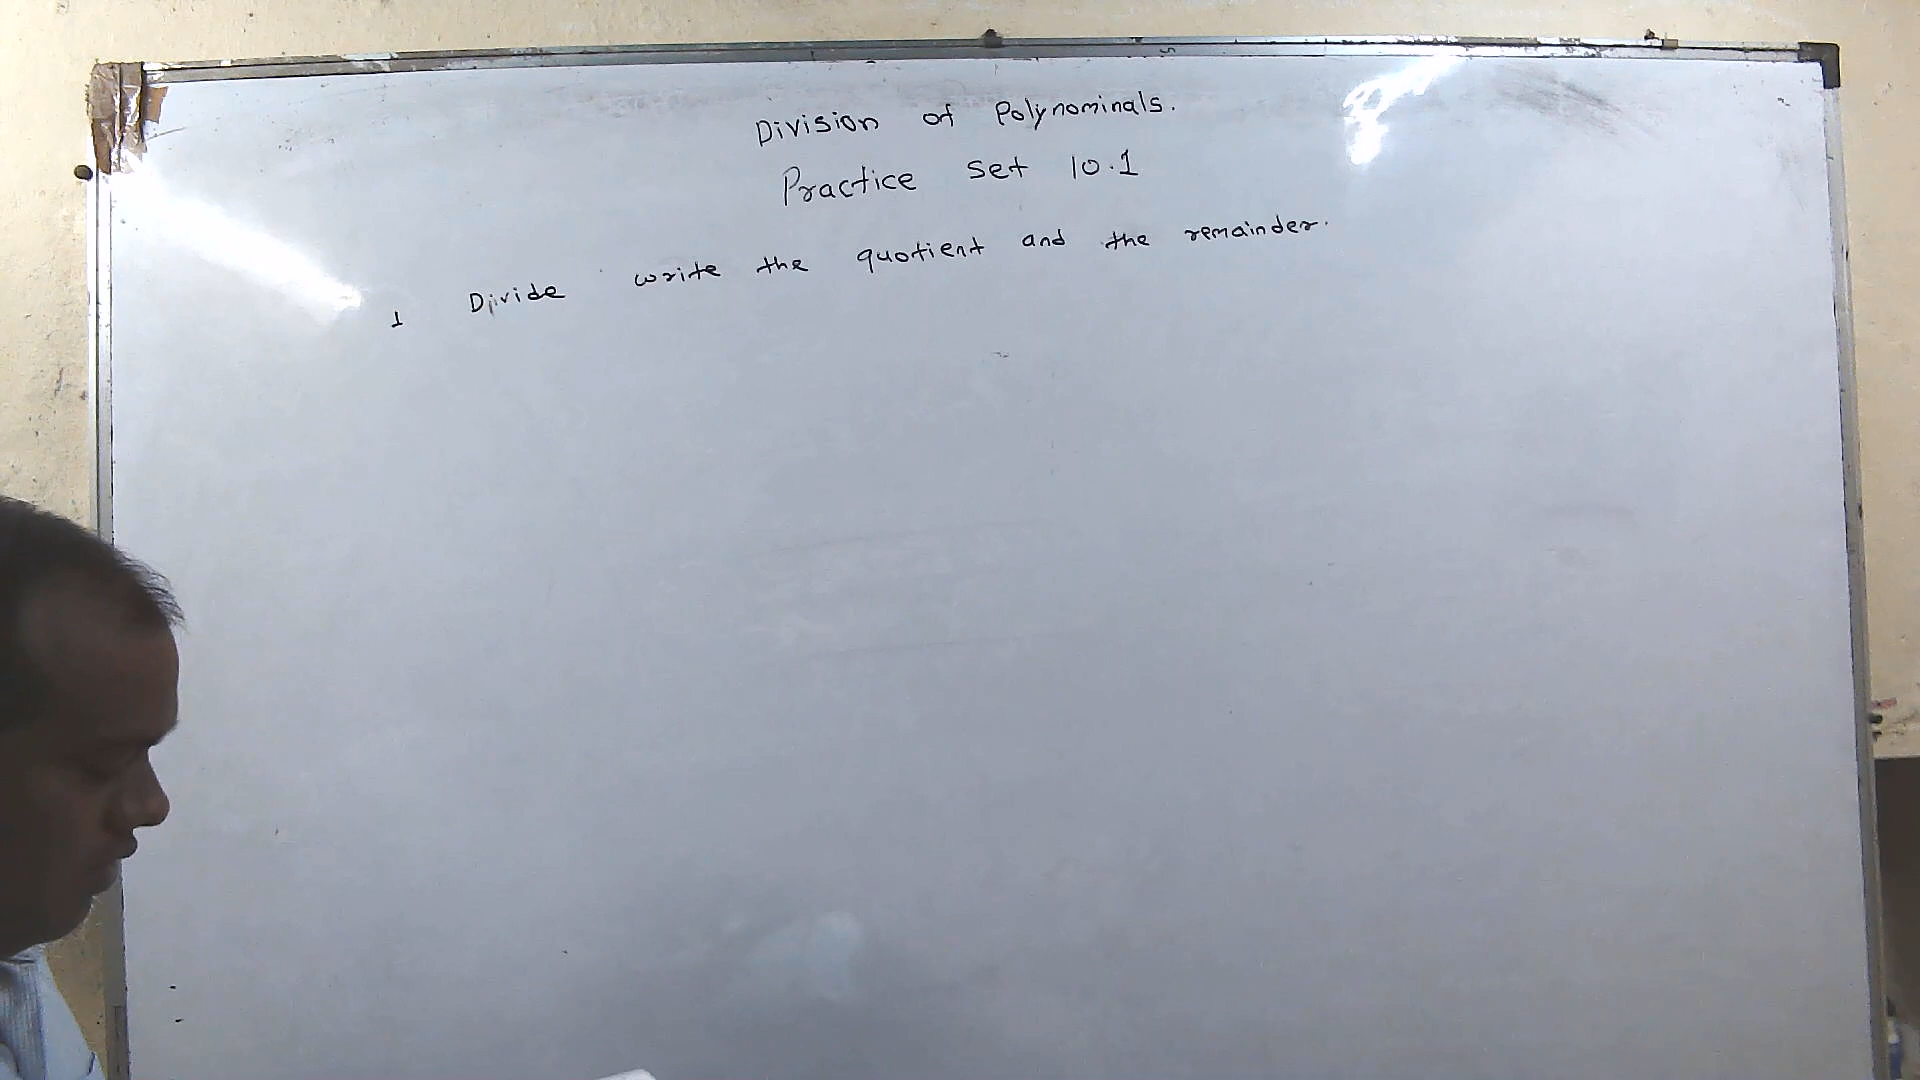 Division of Polynominals.
Practice set 10.1
1 Divide write the quotient and the remainder.